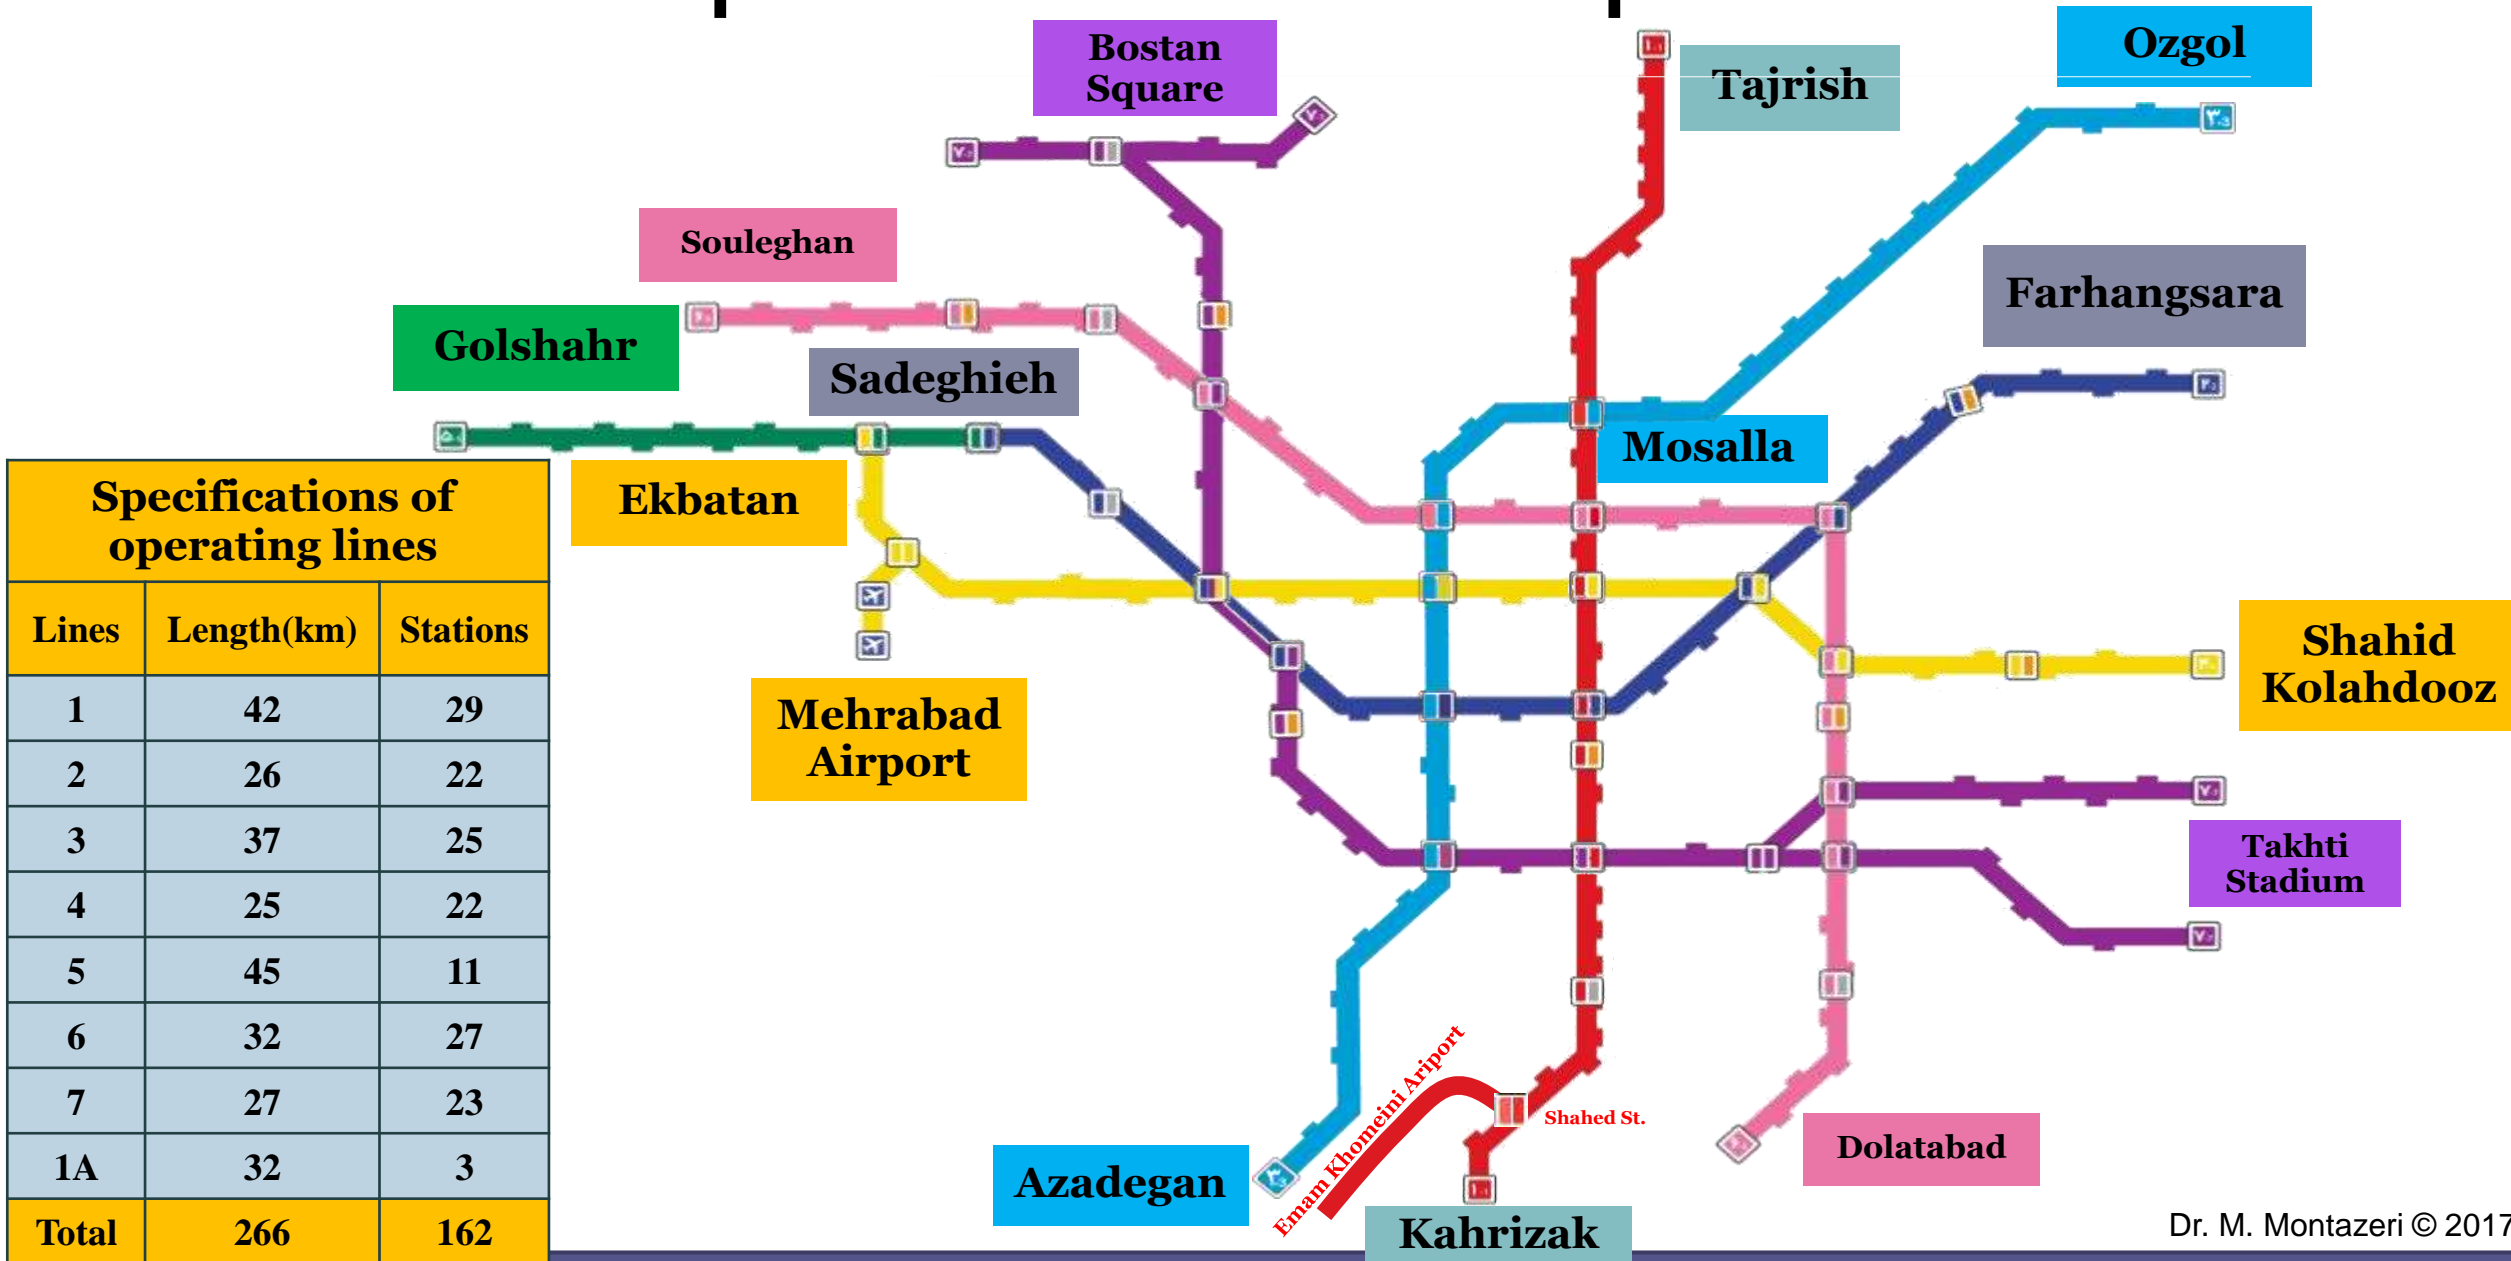 Bostan
Square
Tajrish
Ozgol
Souleghan
Farhangsara
Golshahr
Sadeghieh
Mosalla
Ekbatan
Shahid
Kolahdooz
Mehrabad
Airport
Takhti
Stadium
Emam Khomeini Ariport
Shahed St.
Dolatabad
Azadegan
Kahrizak
Specifications of
operating lines
Lines Length(km) Stations
1 42 29
2 26 22
3 37 25
4 25 22
5 45 11
6 32 27
7 27 23
1A 32 3
Total 266 162
Dr. M. Montazeri © 2017